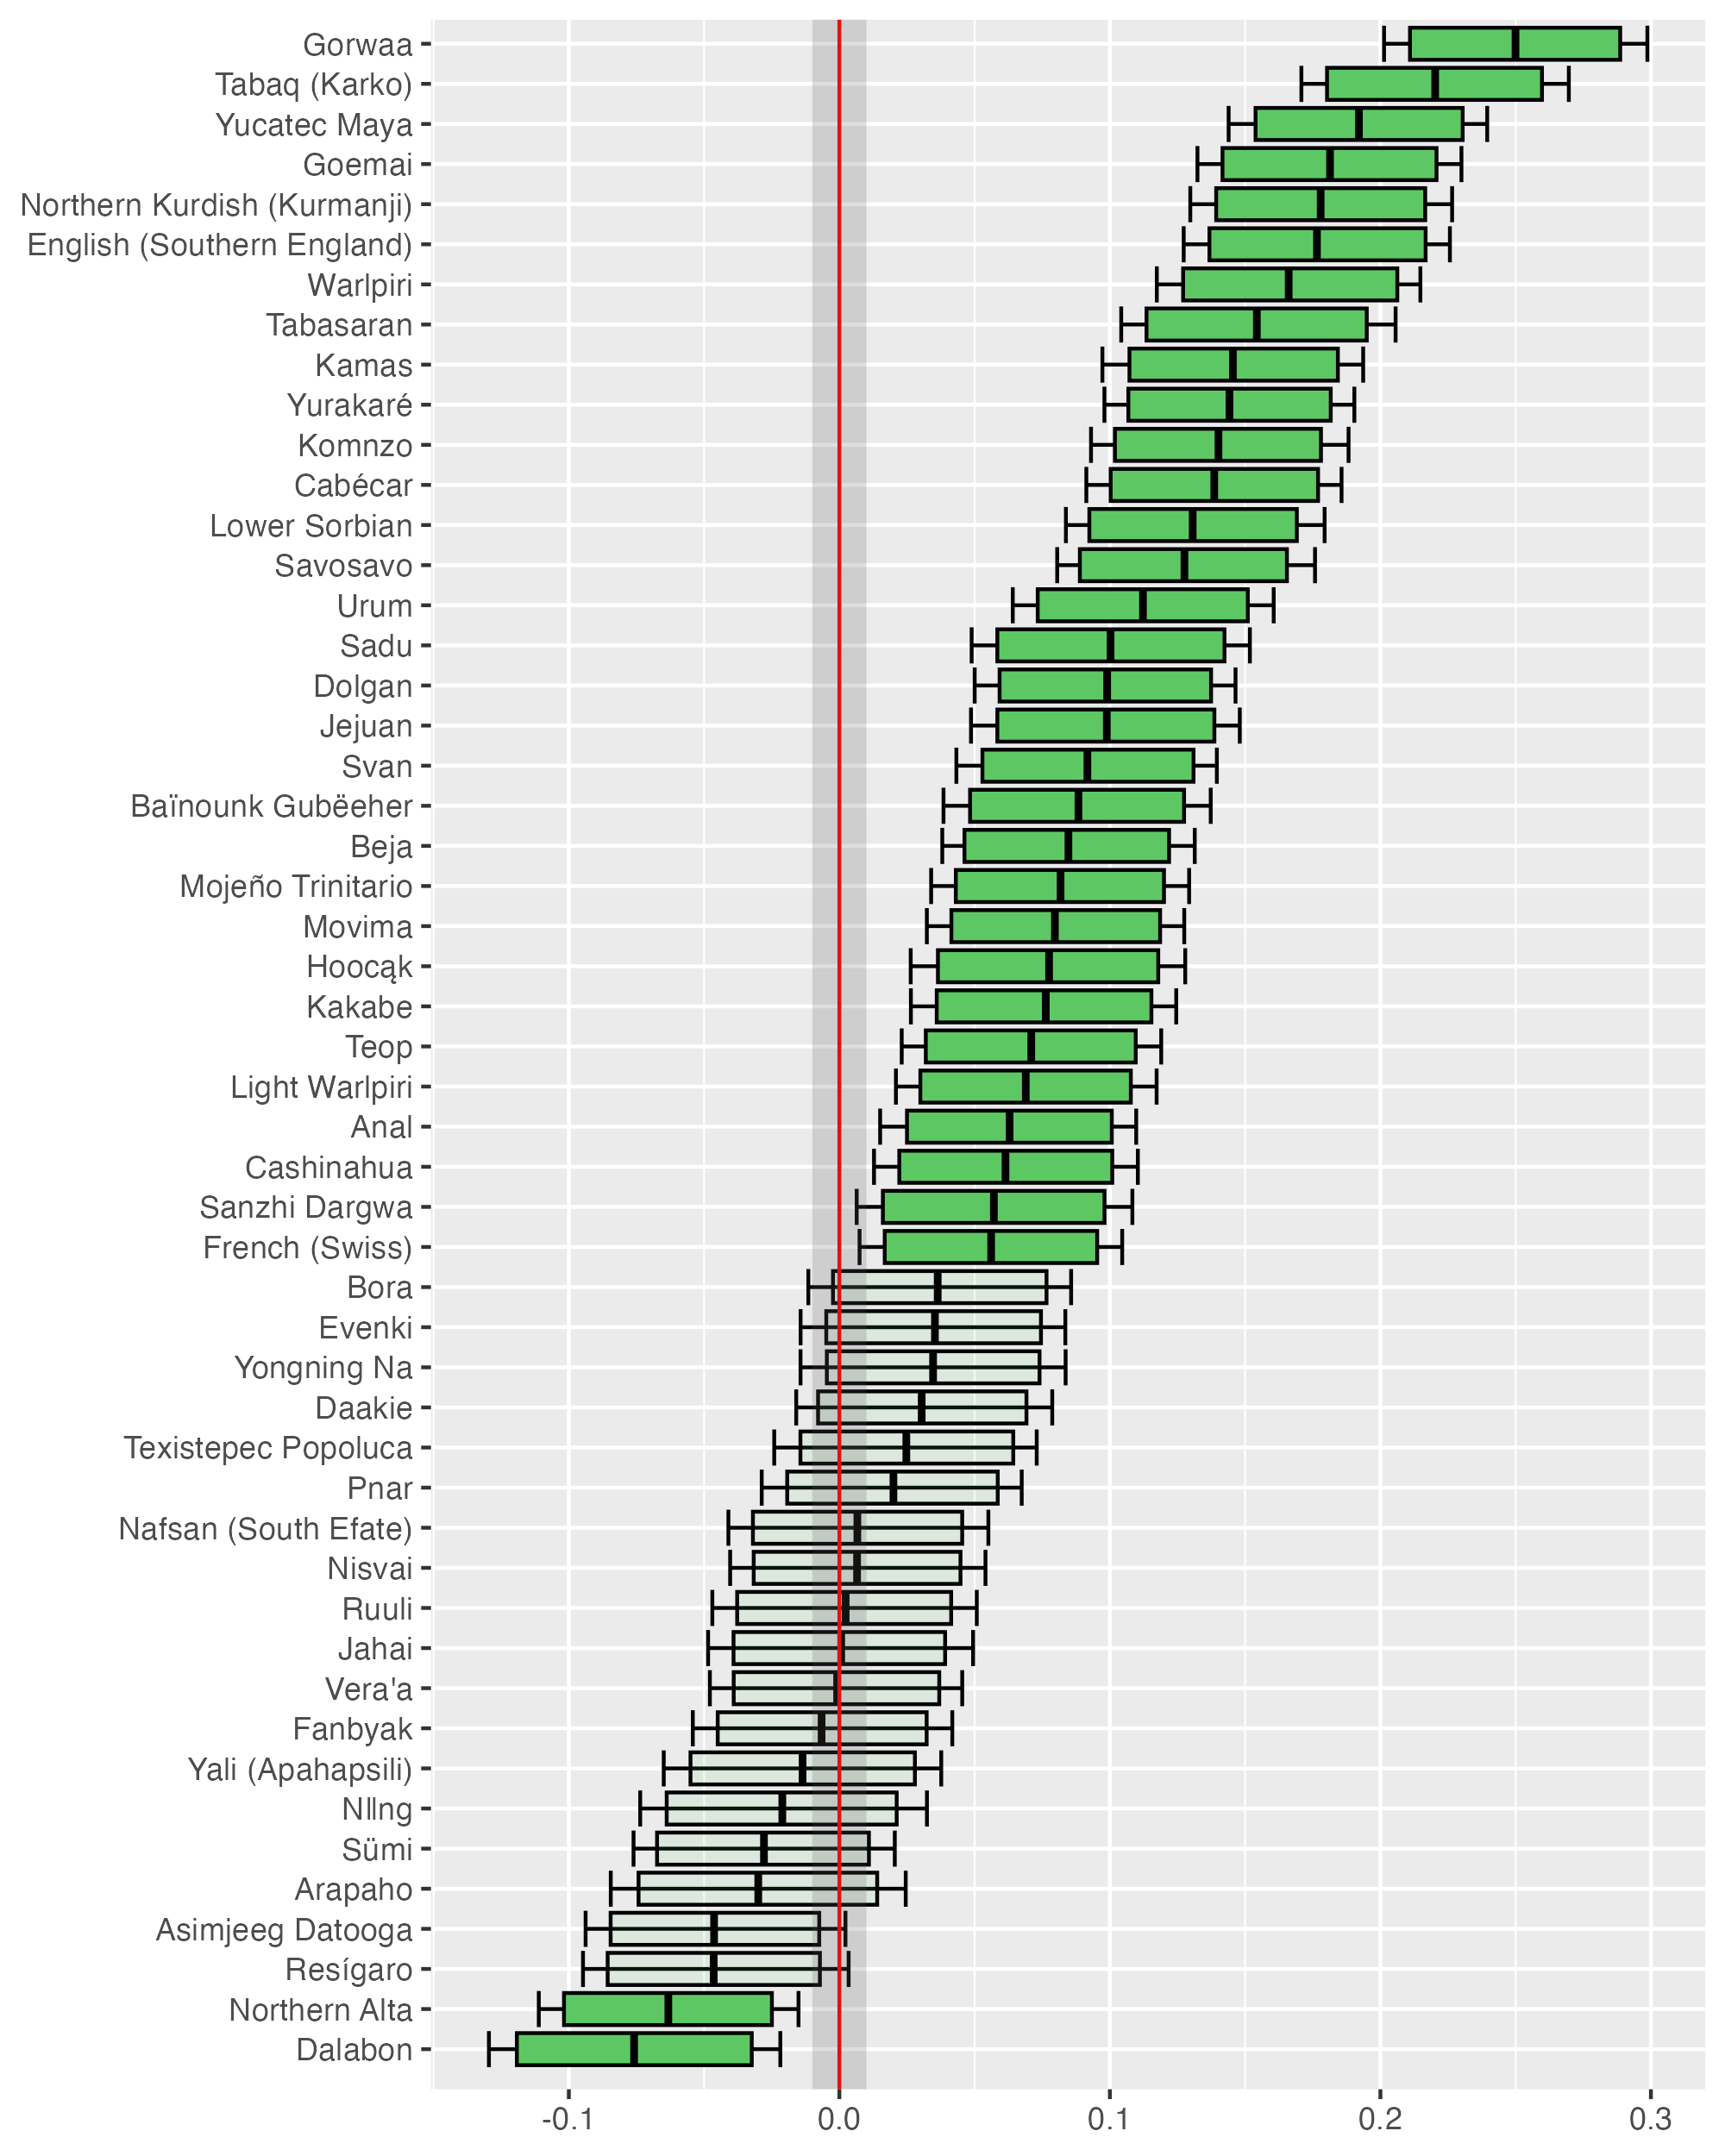 Gorwaa
Tabaq (Karko)
Yucatec Maya
Goemai
Northern Kurdish (Kurmanji)
English (Southern England)
Warlpiri
Tabasaran
Kamas
Yurakaré
Komnzo
Cabécar
Lower Sorbian
Savosavo
Urum
Sadu
Dolgan
Jejuan
Svan
Baïnounk Gubëeher
Beja
Mojeño Trinitario
Movima
Hoocąk
Kakabe
Teop
Light Warlpiri
Anal
Cashinahua
Sanzhi Dargwa
French (Swiss)
Bora
Evenki
Yongning Na
Daakie
Texistepec Popoluca
Pnar
Nafsan (South Efate)
Nisvai
Ruuli
Jahai
Vera'a
Fanbyak
Yali (Apahapsili)
Nǁng
Sümi
Arapaho
Asimjeeg Datooga
Resígaro
Northern Alta
Dalabon
-0.1 0.0 0.1 0.2 0.3